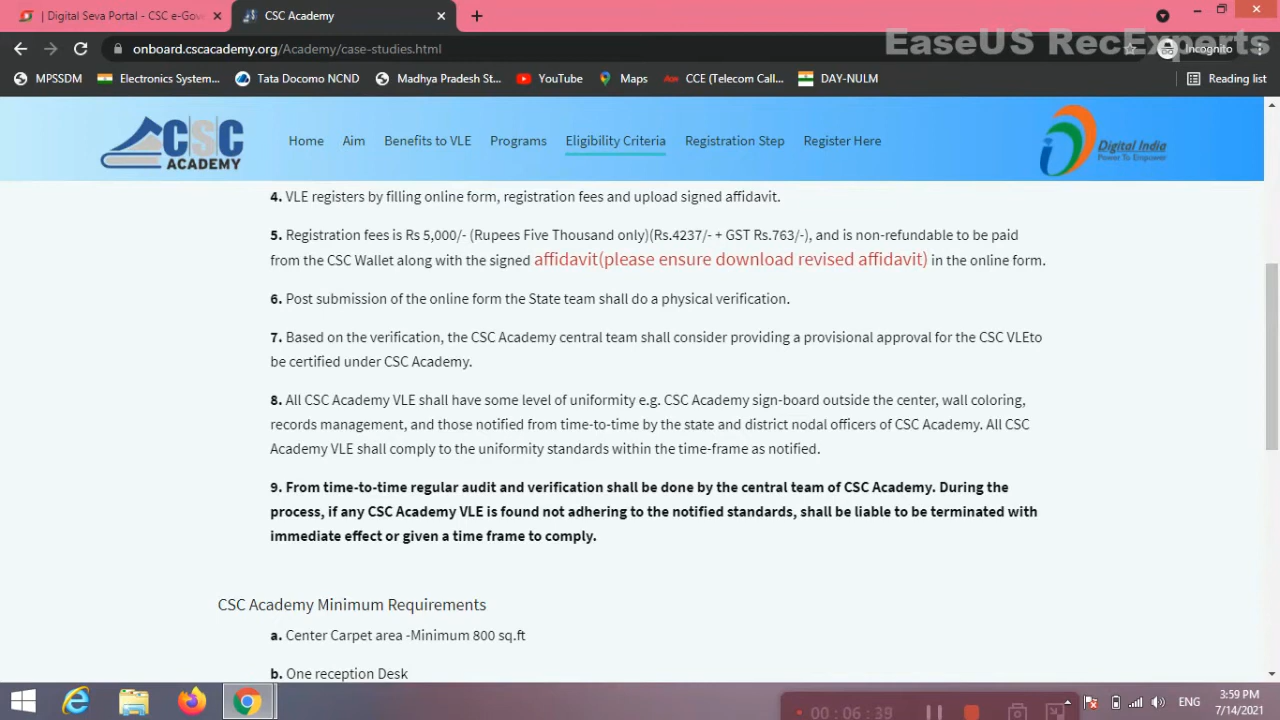 | Digital Seva Portal - CSC e-Gov
CSC Academy
onboard.cscacademy.org/Academy/case-studies.html
EaseUS RecExperts
Incognito
MPSSDM
Electronics System...
Tata Docomo NCND
Madhya Pradesh St...
YouTube
Maps
CCE (Telecom Call...
DAY-NULM
Reading list
CSC
ACADEMY
Home
Aim
Benefits to VLE
Programs
Eligibility Criteria
Registration Step
Register Here
Digital India
Power To Empower
4. VLE registers by filling online form, registration fees and upload signed affidavit.
5. Registration fees is Rs 5,000/- (Rupees Five Thousand only)(Rs.4237/- + GST Rs.763/-), and is non-refundable to be paid
from the CSC Wallet along with the signed affidavit(please ensure download revised affidavit) in the online form.
6. Post submission of the online form the State team shall do a physical verification.
7. Based on the verification, the CSC Academy central team shall consider providing a provisional approval for the CSC VLEto
be certified under CSC Academy.
8. All CSC Academy VLE shall have some level of uniformity e.g. CSC Academy sign-board outside the center, wall coloring,
records management, and those notified from time-to-time by the state and district nodal officers of CSC Academy. All CSC
Academy VLE shall comply to the uniformity standards within the time-frame as notified.
9. From time-to-time regular audit and verification shall be done by the central team of CSC Academy. During the
process, if any CSC Academy VLE is found not adhering to the notified standards, shall be liable to be terminated with
immediate effect or given a time frame to comply.
CSC Academy Minimum Requirements
a. Center Carpet area -Minimum 800 sq.ft
b. One reception Desk
00:06:39
ENG
3:59 PM
7/14/2021